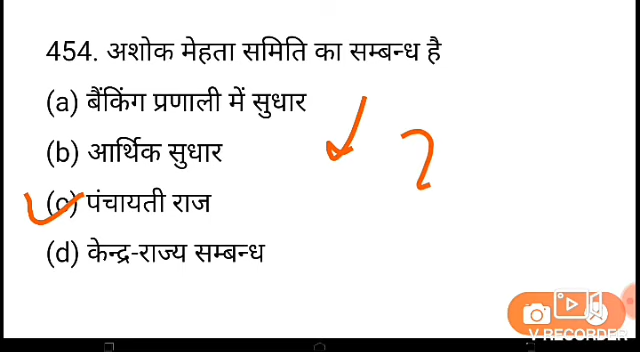 454. अशोक मेहता समिति का सम्बन्ध है
(a) बैंकिंग प्रणाली में सुधार
(b) आर्थिक सुधार
(c) पंचायती राज
(d) केन्द्र-राज्य सम्बन्ध
V RECORDER